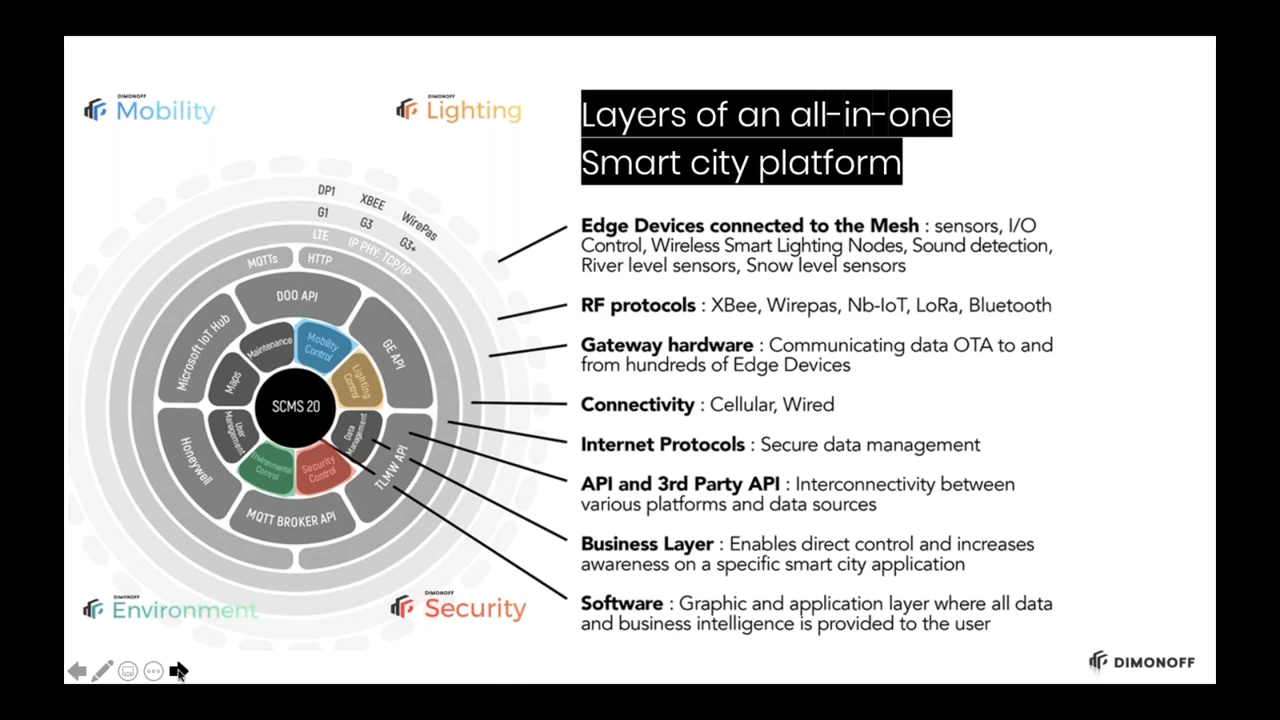 DIMONOFF
Mobility
DIMONOFF
Lighting
Layers of an all-in-one
Smart city platform
DP1
XBEE
WirePas
G1
G3
G3+
LTE
IP PHY: TCP/IP
MQTTs
HTTP
DOO API
Microsoft IoT Hub
GE API
Maintenance
Mobility
Control
Maps
Lighting
Control
SCMS 20
User
Management
Data
Management
Honeywell
Environmental
Control
Security
Control
TLMW API
MQTT BROKER API
Edge Devices connected to the Mesh : sensors, I/O
Control, Wireless Smart Lighting Nodes, Sound detection,
River level sensors, Snow level sensors
RF protocols : XBee, Wirepas, Nb-IoT, LoRa, Bluetooth
Gateway hardware : Communicating data OTA to and
from hundreds of Edge Devices
Connectivity : Cellular, Wired
Internet Protocols : Secure data management
API and 3rd Party API : Interconnectivity between
various platforms and data sources
Business Layer : Enables direct control and increases
awareness on a specific smart city application
Software : Graphic and application layer where all data
and business intelligence is provided to the user
DIMONOFF
Environment
DIMONOFF
Security
DIMONOFF